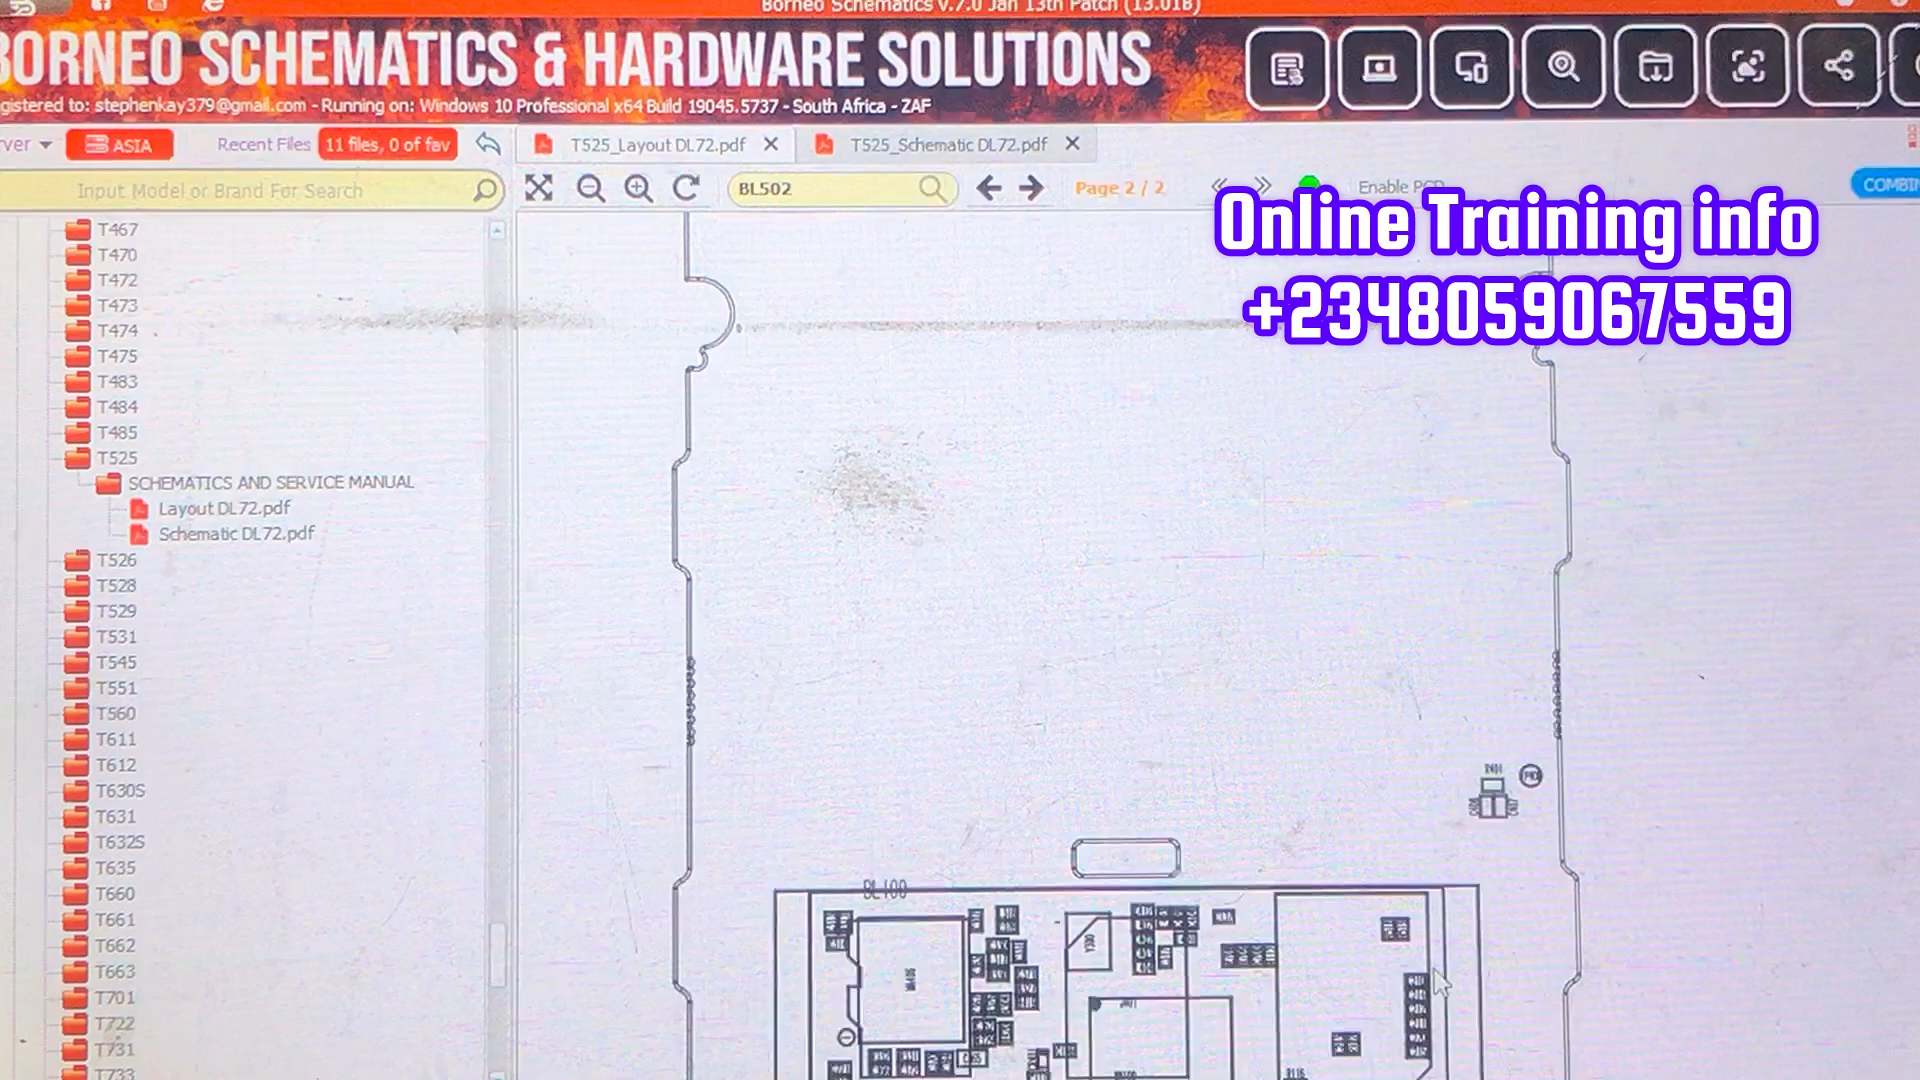 Borneo Schematics v.7.0 Jan 13th Patch (13.01B)
BORNEO SCHEMATICS & HARDWARE SOLUTIONS
gistered to: stephenkay379@gmail.com - Running on: Windows 10 Professional x64 Build 19045.5737 - South Africa - ZAF
ver
ASIA
Recent Files
11 files, 0 of fav
T525_Layout DL72.pdf
T525_Schematic DL72.pdf
Input Model or Brand For Search
BL502
Page 2 / 2
Enable PCB
COMBIN
Online Training info
+2348059067559
T467
T470
T472
T473
T474
T475
T483
T484
T485
T525
SCHEMATICS AND SERVICE MANUAL
Layout DL72.pdf
Schematic DL72.pdf
T526
T528
T529
T531
T545
T551
T560
T611
T612
T630S
T631
T632S
T635
T660
T661
T662
T663
T701
T722
T731
T733
BL100